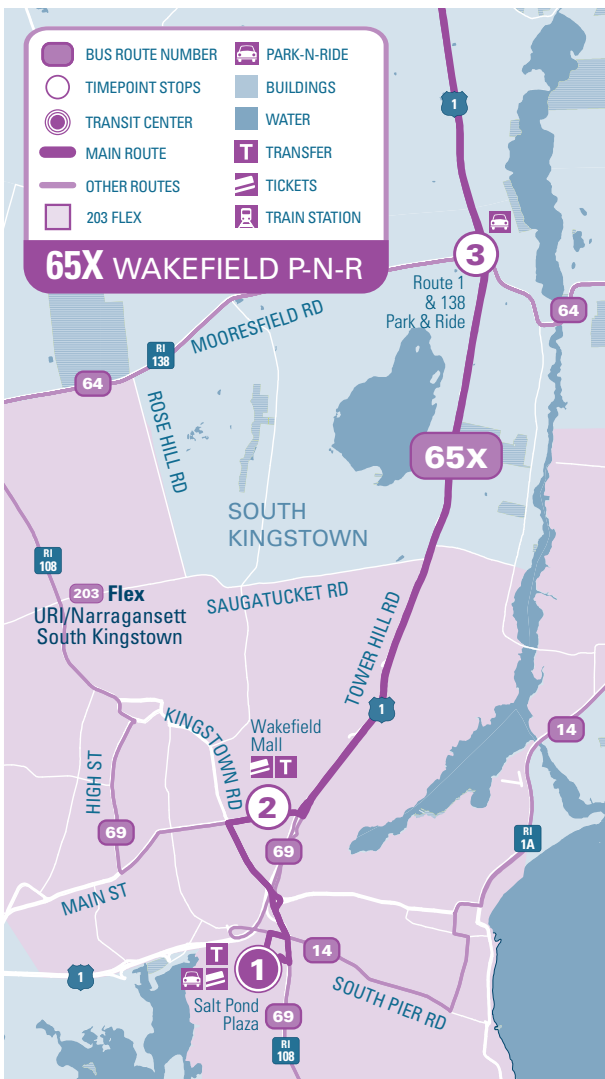 BUS ROUTE NUMBER
TIMEPOINT STOPS
TRANSIT CENTER
MAIN ROUTE
OTHER ROUTES
203 FLEX
PARK-N-RIDE
BUILDINGS
WATER
T TRANSFER
TICKETS
TRAIN STATION
65X WAKEFIELD P-N-R
1
3
Route 1
& 138
Park & Ride
64
MOORESFIELD RD
RI
138
64
ROSE HILL RD
65X
SOUTH
KINGSTOWN
RI
108
203 Flex
URI/Narragansett
South Kingstown
SAUGATUCKET RD
TOWER HILL RD
1
KINGSTOWN RD
Wakefield
Mall
T
2
14
HIGH ST
69
69
RI
1A
MAIN ST
T
1
14
1
Salt Pond
Plaza
69
SOUTH PIER RD
RI
108